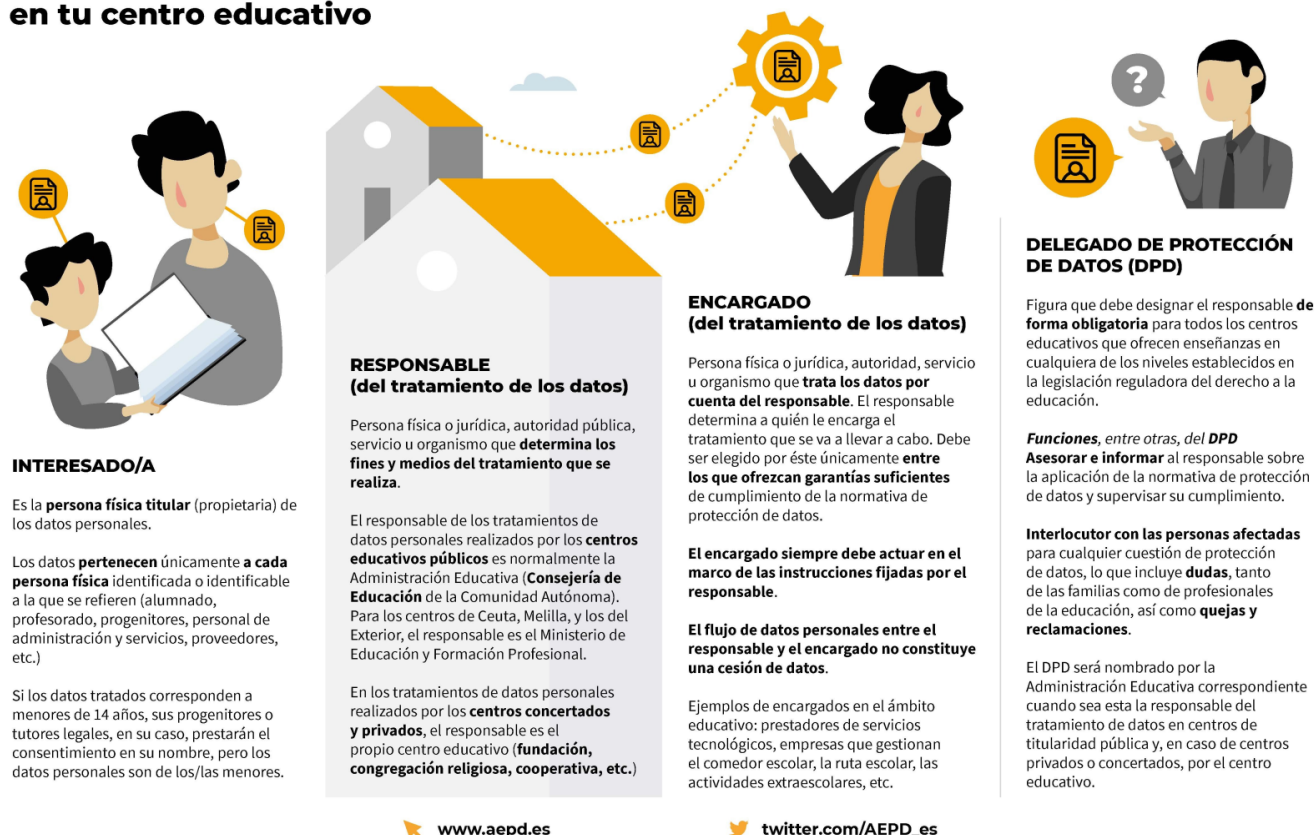 en tu centro educativo
?
INTERESADO/A
Es la persona física titular (propietaria) de
los datos personales.
Los datos pertenecen únicamente a cada
persona física identificada o identificable
a la que se refieren (alumnado,
profesorado, progenitores, personal de
administración y servicios, proveedores,
etc.)
Si los datos tratados corresponden a
menores de 14 años, sus progenitores o
tutores legales, en su caso, prestarán el
consentimiento en su nombre, pero los
datos personales son de los/las menores.
RESPONSABLE
(del tratamiento de los datos)
Persona física o jurídica, autoridad pública,
servicio u organismo que determina los
fines y medios del tratamiento que se
realiza.
El responsable de los tratamientos de
datos personales realizados por los centros
educativos públicos es normalmente la
Administración Educativa (Consejería de
Educación de la Comunidad Autónoma).
Para los centros de Ceuta, Melilla, y los del
Exterior, el responsable es el Ministerio de
Educación y Formación Profesional.
En los tratamientos de datos personales
realizados por los centros concertados
y privados, el responsable es el
propio centro educativo (fundación,
congregación religiosa, cooperativa, etc.)
ENCARGADO
(del tratamiento de los datos)
Persona física o jurídica, autoridad, servicio
u organismo que trata los datos por
cuenta del responsable. El responsable
determina a quién le encarga el
tratamiento que se va a llevar a cabo. Debe
ser elegido por éste únicamente entre
los que ofrezcan garantías suficientes
de cumplimiento de la normativa de
protección de datos.
El encargado siempre debe actuar en el
marco de las instrucciones fijadas por el
responsable.
El flujo de datos personales entre el
responsable y el encargado no constituye
una cesión de datos.
Ejemplos de encargados en el ámbito
educativo: prestadores de servicios
tecnológicos, empresas que gestionan
el comedor escolar, la ruta escolar, las
actividades extraescolares, etc.
DELEGADO DE PROTECCIÓN
DE DATOS (DPD)
Figura que debe designar el responsable de
forma obligatoria para todos los centros
educativos que ofrecen enseñanzas en
cualquiera de los niveles establecidos en
la legislación reguladora del derecho a la
educación.
Funciones, entre otras, del DPD
Asesorar e informar al responsable sobre
la aplicación de la normativa de protección
de datos y supervisar su cumplimiento.
Interlocutor con las personas afectadas
para cualquier cuestión de protección
de datos, lo que incluye dudas, tanto
de las familias como de profesionales
de la educación, así como quejas y
reclamaciones.
El DPD será nombrado por la
Administración Educativa correspondiente
cuando sea esta la responsable del
tratamiento de datos en centros de
titularidad pública y, en caso de centros
privados o concertados, por el centro
educativo.
www.aepd.es
twitter.com/AEPD_es